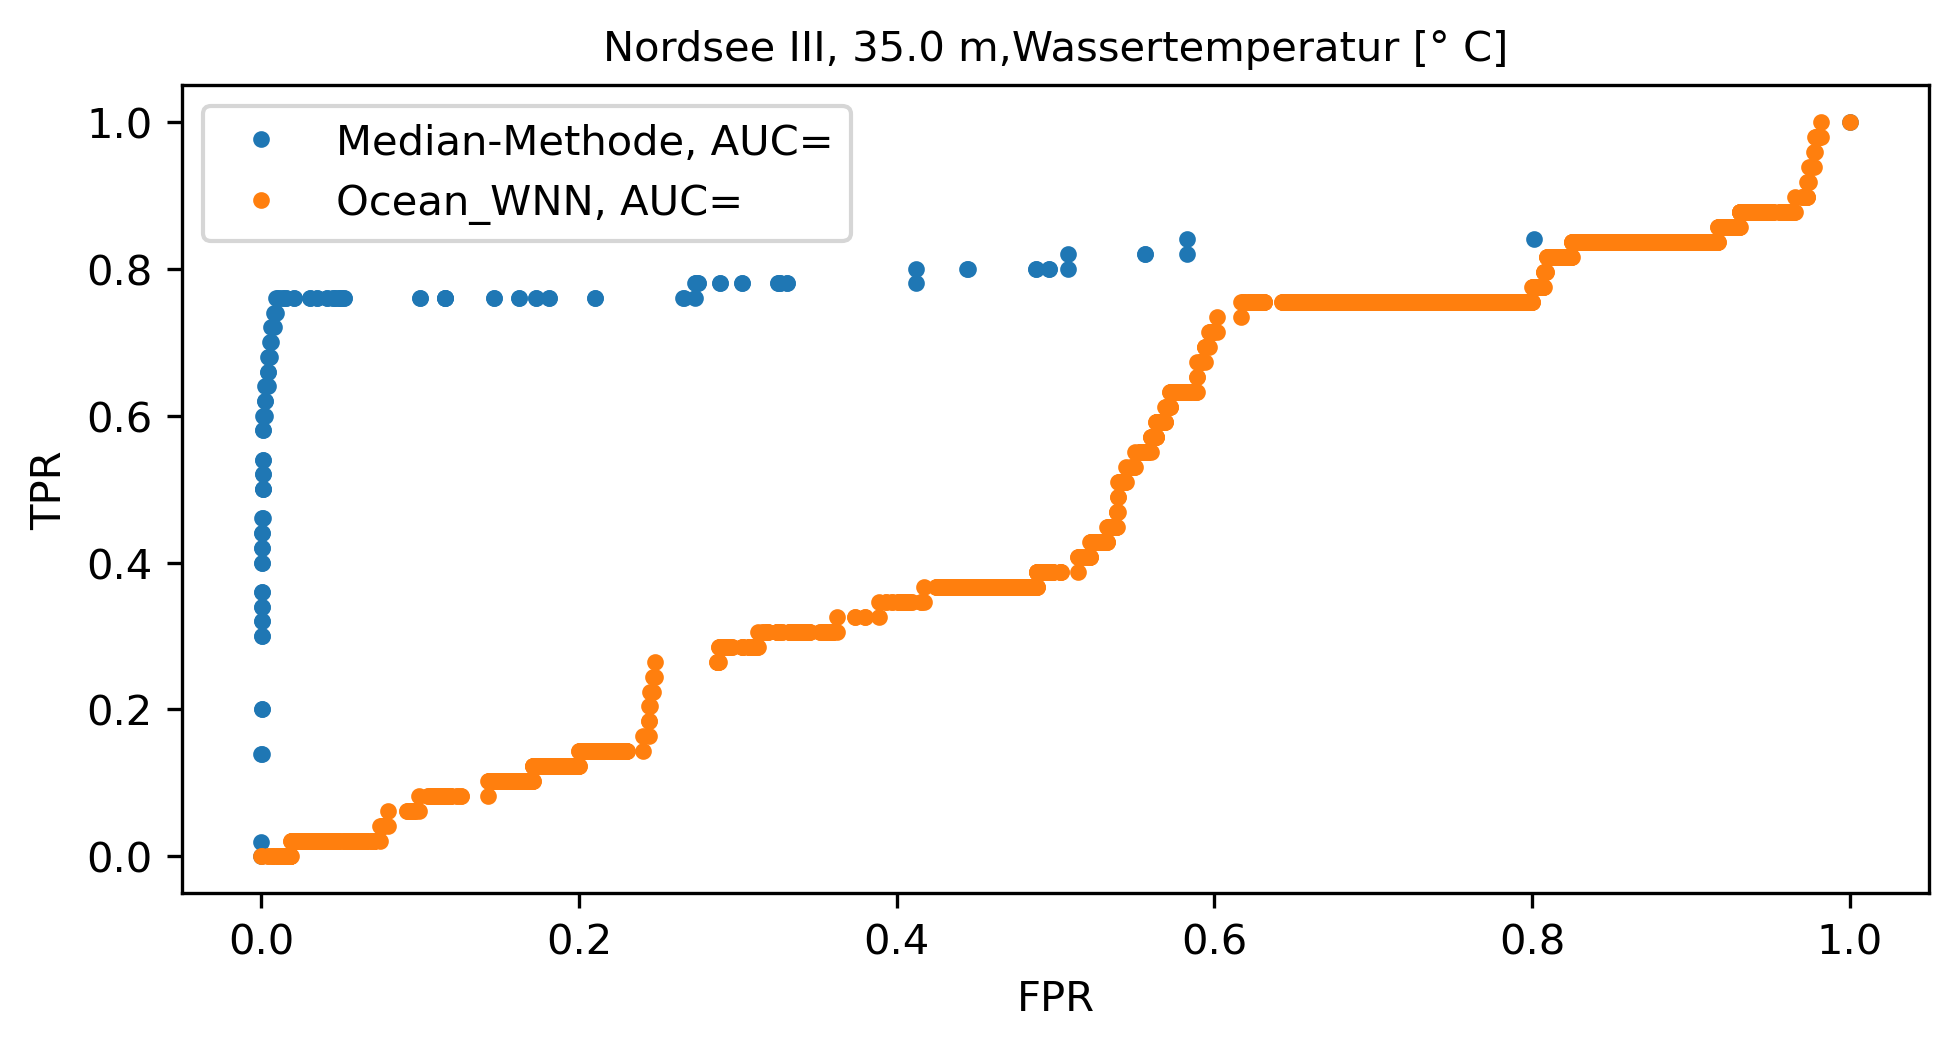 Nordsee III, 35.0 m,Wassertemperatur [° C]
Median-Methode, AUC=
Ocean_WNN, AUC=
1.0
0.8
0.6
0.4
0.2
0.0
TPR
0.0 0.2 0.4 0.6 0.8 1.0
FPR